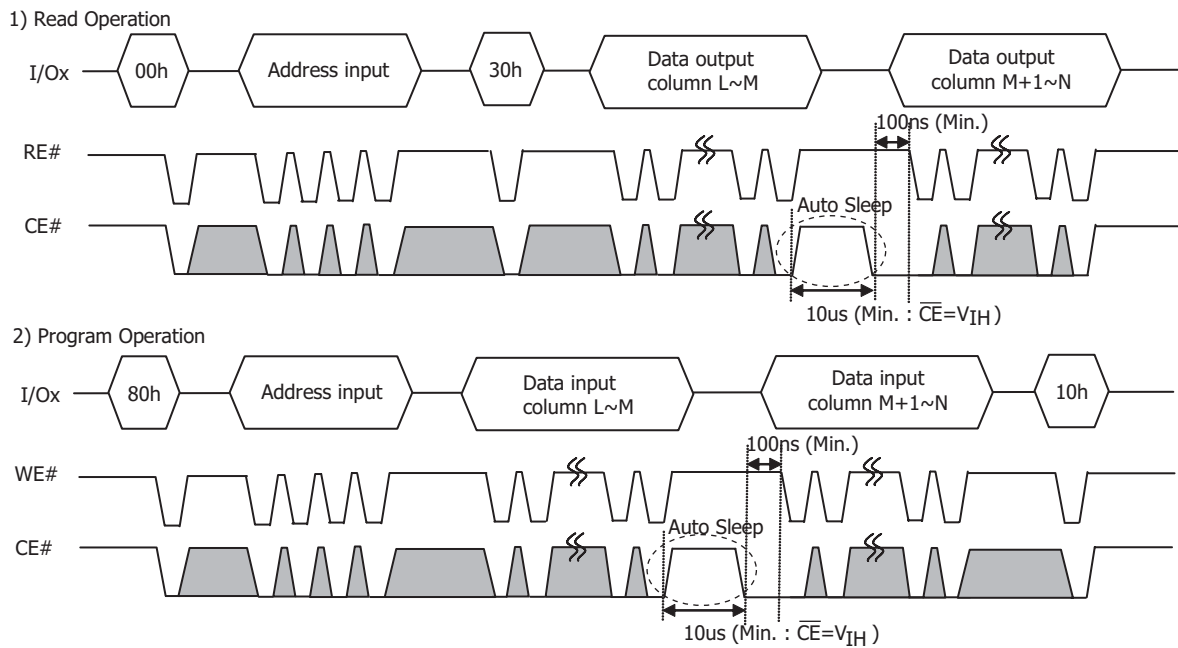 1) Read Operation
I/Ox
00h
Address input
30h
Data output
column L~M
Data output
column M+1~N
100ns (Min.)
RE#
Auto Sleep
CE#
10us (Min. : C̅E̅=VIH )
2) Program Operation
I/Ox
80h
Address input
Data input
column L~M
Data input
column M+1~N
10h
100ns (Min.)
WE#
Auto Sleep
CE#
10us (Min. : C̅E̅=VIH )